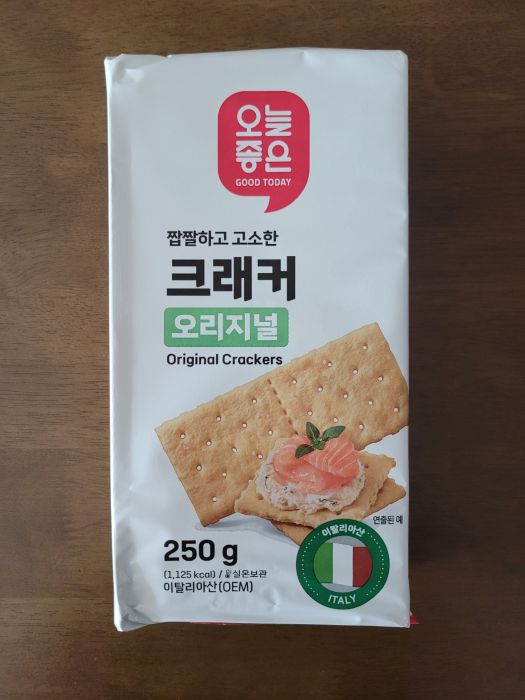 오늘
좋은
GOOD TODAY
짭짤하고 고소한
크래커
오리지널
Original Crackers
연출된 예
250 g
(1,125 kcal) / 실온보관
이탈리아산(OEM)
이탈리아산
ITALY